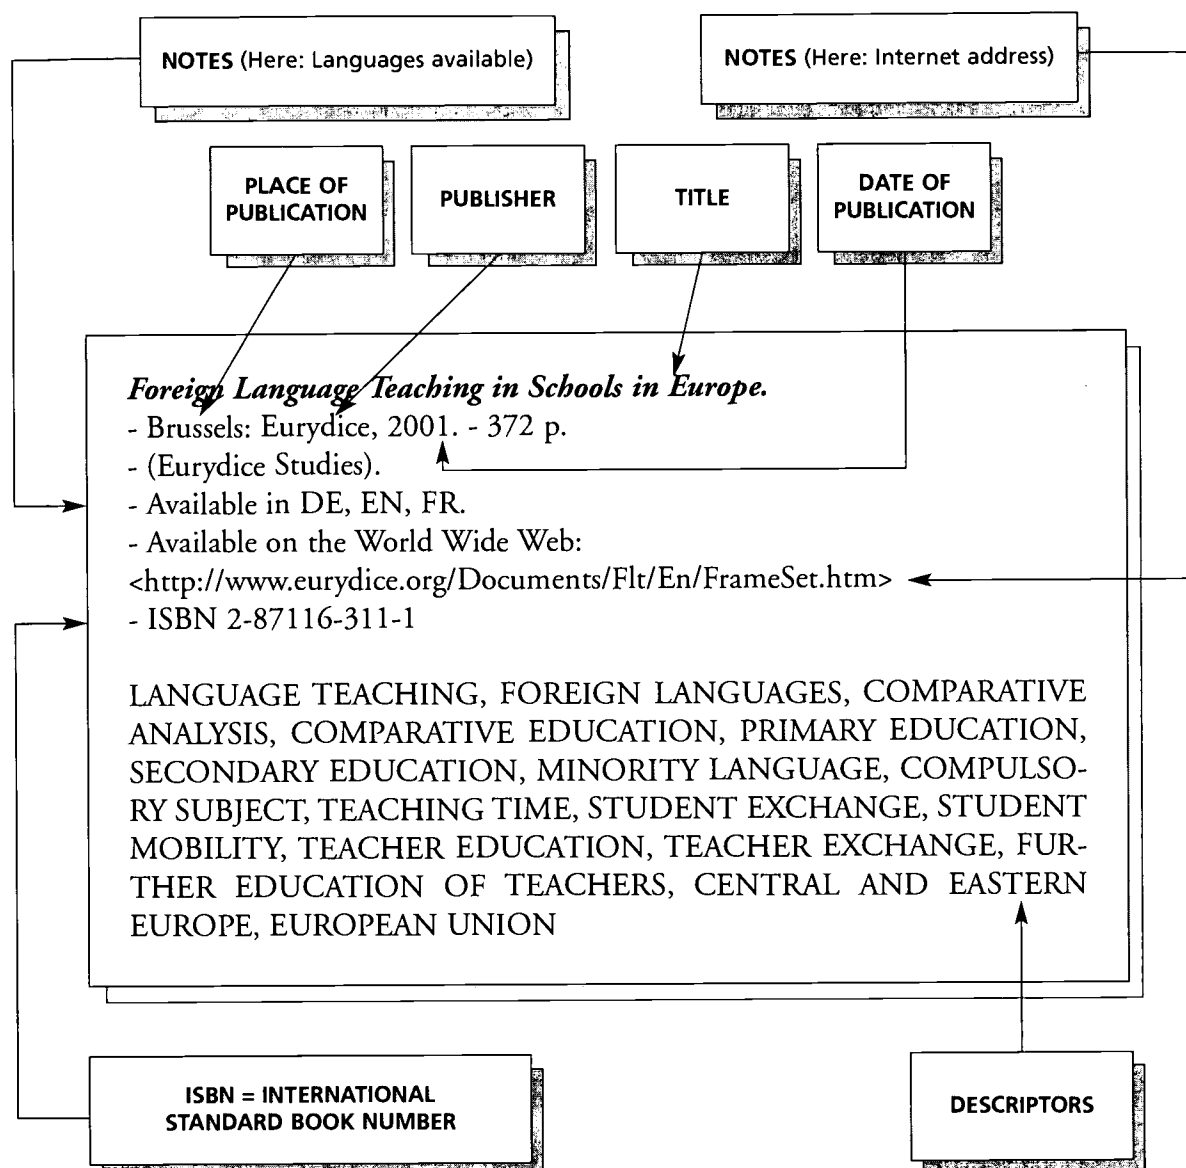 NOTES (Here: Languages available)
NOTES (Here: Internet address)
PLACE OF
PUBLICATION
PUBLISHER
TITLE
DATE OF
PUBLICATION
Foreign Language Teaching in Schools in Europe.
- Brussels: Eurydice, 2001. - 372 p.
- (Eurydice Studies).
- Available in DE, EN, FR.
- Available on the World Wide Web:
<http://www.eurydice.org/Documents/Flt/En/FrameSet.htm>
- ISBN 2-87116-311-1
LANGUAGE TEACHING, FOREIGN LANGUAGES, COMPARATIVE
ANALYSIS, COMPARATIVE EDUCATION, PRIMARY EDUCATION,
SECONDARY EDUCATION, MINORITY LANGUAGE, COMPULSO-
RY SUBJECT, TEACHING TIME, STUDENT EXCHANGE, STUDENT
MOBILITY, TEACHER EDUCATION, TEACHER EXCHANGE, FUR-
THER EDUCATION OF TEACHERS, CENTRAL AND EASTERN
EUROPE, EUROPEAN UNION
ISBN = INTERNATIONAL
STANDARD BOOK NUMBER
DESCRIPTORS